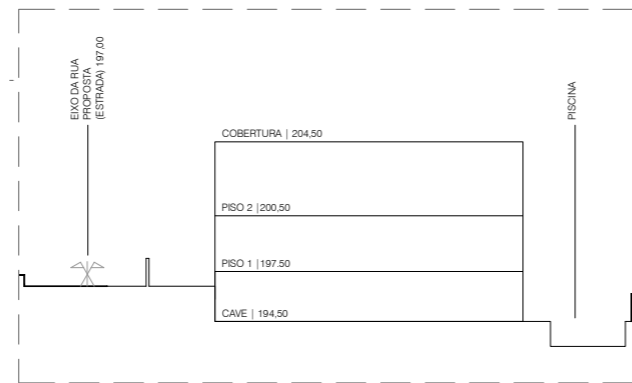 EIXO DA RUA
PROPOSTA
(ESTRADA) 197,00
PISCINA
COBERTURA | 204,50
PISO 2 |200,50
PISO 1 |197.50
CAVE | 194,50